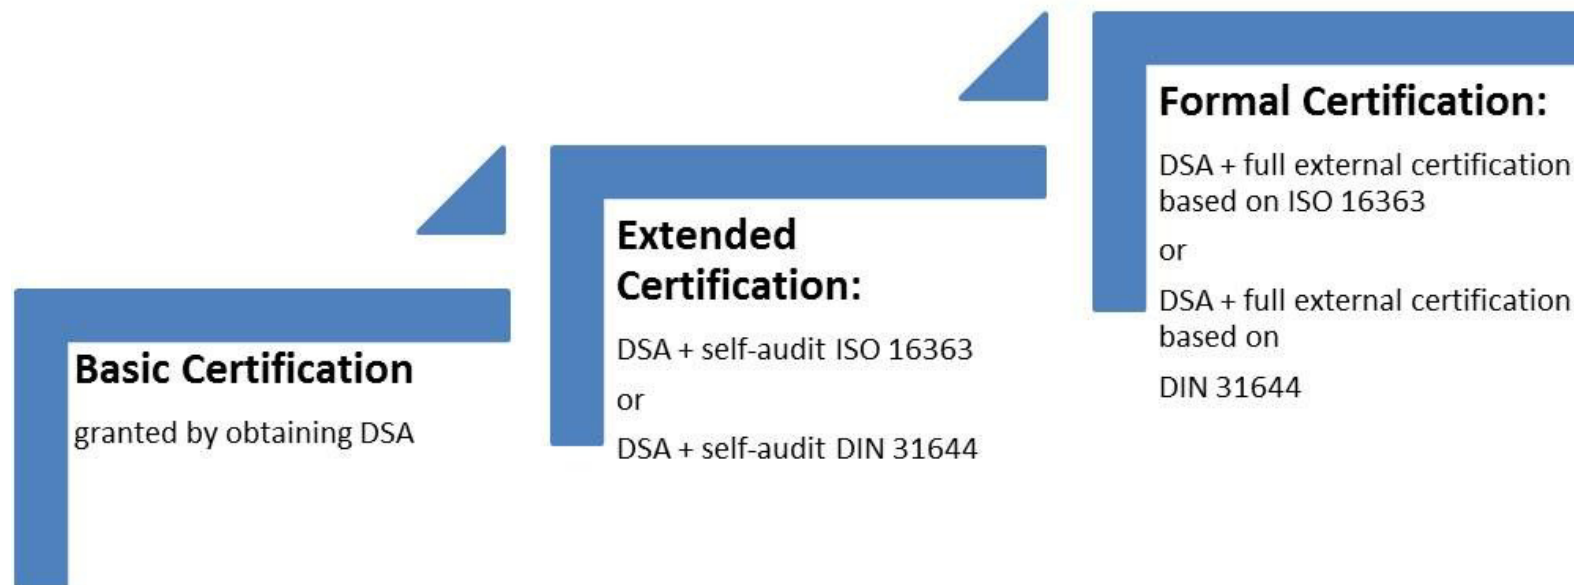 Basic Certification
granted by obtaining DSA
Extended
Certification:
DSA + self-audit ISO 16363
or
DSA + self-audit DIN 31644
Formal Certification:
DSA + full external certification
based on ISO 16363
or
DSA + full external certification
based on
DIN 31644